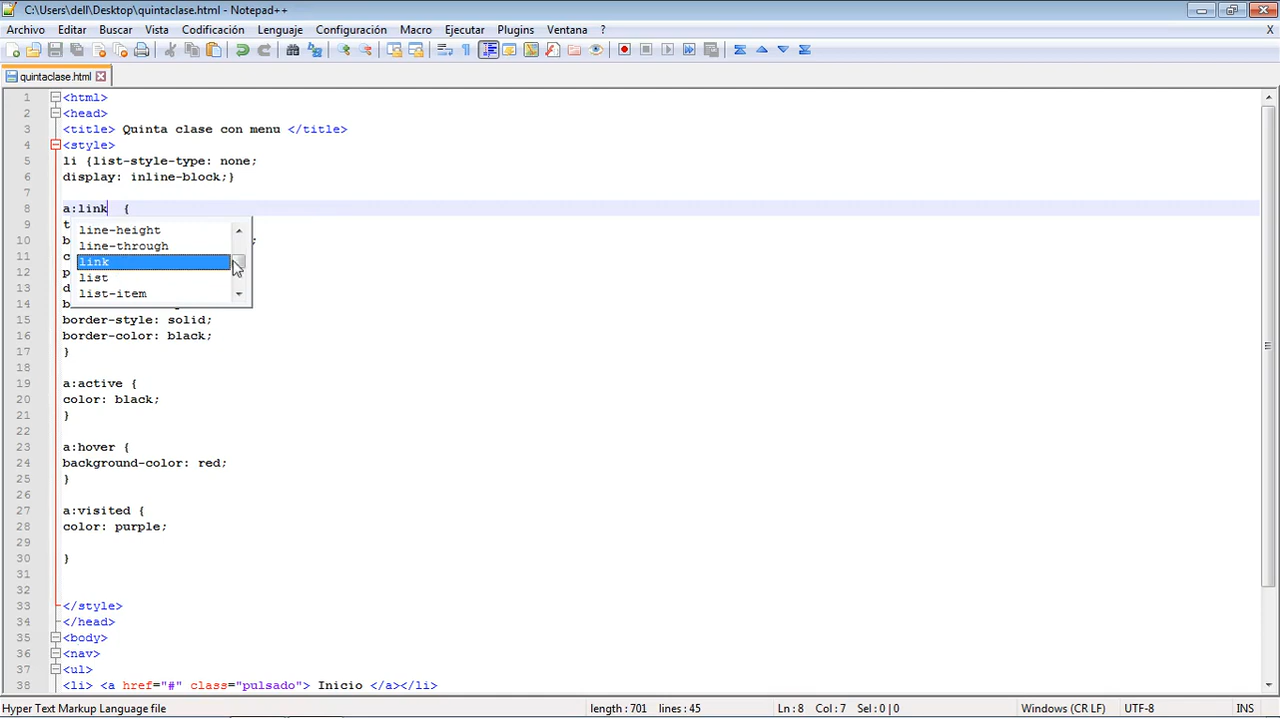 C:\Users\dell\Desktop\quintaclase.html - Notepad++
Archivo Editar Buscar Vista Codificación Lenguaje Configuración Macro Ejecutar Plugins Ventana ? X
quintaclase.html
1 <html>
2 <head>
3 <title> Quinta clase con menu </title>
4 <style>
5 li {list-style-type: none;
6 display: inline-block;}
7
8 a:link {
9 t
line-height
10 b ;
line-through
11 c
link
12 p
list
13 d
list-item
14 b
15 border-style: solid;
16 border-color: black;
17 }
18
19 a:active {
20 color: black;
21 }
22
23 a:hover {
24 background-color: red;
25 }
26
27 a:visited {
28 color: purple;
29
30 }
31
32
33 </style>
34 </head>
35 <body>
36 <nav>
37 <ul>
38 <li> <a href="#" class="pulsado"> Inicio </a></li>
Hyper Text Markup Language file length : 701 lines : 45 Ln : 8 Col : 7 Sel : 0 | 0 Windows (CR LF) UTF-8 INS